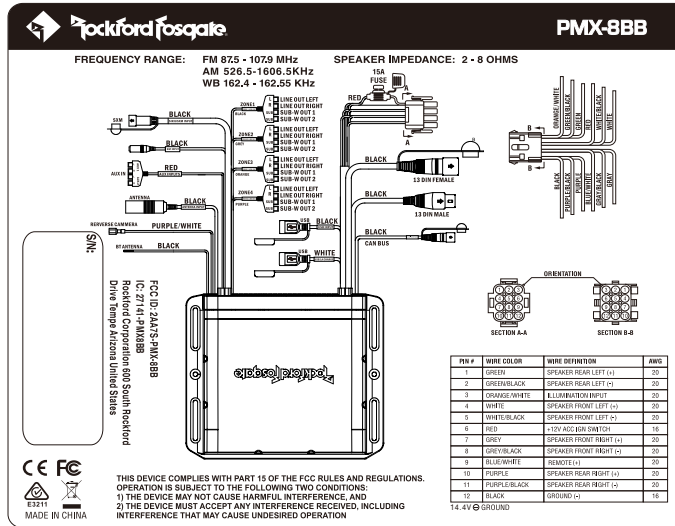 Rockford Fosgate
PMX-8BB
FREQUENCY RANGE: FM 87.5 - 107.9 MHz
AM 526.5-1606.5KHz
WB 162.4 - 162.55 KHz
SPEAKER IMPEDANCE: 2 - 8 OHMS
SXM
BLACK
BLACK
AUX IN
RED
ANTENNA
BLACK
REINVERSE CAMMERA
PURPLE/WHITE
BT ANTENNA
BLACK
ZONE1
BLACK
LINE OUT LEFT
LINE OUT RIGHT
SUB-W OUT 1
SUB-W OUT 2
ZONE2
GREY
LINE OUT LEFT
LINE OUT RIGHT
SUB-W OUT 1
SUB-W OUT 2
ZONE3
ORANGE
LINE OUT LEFT
LINE OUT RIGHT
SUB-W OUT 1
SUB-W OUT 2
ZONE4
PURPLE
LINE OUT LEFT
LINE OUT RIGHT
SUB-W OUT 1
SUB-W OUT 2
USB
BLACK
USB
WHITE
15A
FUSE
RED
A
A
BLACK
13 DIN FEMALE
BLACK
13 DIN MALE
BLACK
CAN BUS
ORANGE/WHITE
GREEN/BLACK
GREEN
RED
WHITE/BLACK
WHITE
B
B
BLACK
PURPLE/BLACK
PURPLE
BLUE/WHITE
GRAY/BLACK
GRAY
ORIENTATION
SECTION A-A
SECTION B-B
S/N:
FCC ID: 2AA7S-PMX-8BB
IC: 27141-PMX8BB
Rockford Corporation 600 South Rockford
Drive Tempe Arizona United States
Rockford Fosgate
PIN # WIRE COLOR WIRE DEFINITION AWG
1 GREEN SPEAKER REAR LEFT (+) 20
2 GREEN/BLACK SPEAKER REAR LEFT (-) 20
3 ORANGE/WHITE ILLUMINATION INPUT 20
4 WHITE SPEAKER FRONT LEFT (+) 20
5 WHITE/BLACK SPEAKER FRONT LEFT (-) 20
6 RED +12V ACC IGN SWITCH 16
7 GREY SPEAKER FRONT RIGHT (+) 20
8 GREY/BLACK SPEAKER FRONT RIGHT (-) 20
9 BLUE/WHITE REMOTE (+) 20
10 PURPLE SPEAKER REAR RIGHT (+) 20
11 PURPLE/BLACK SPEAKER REAR RIGHT (-) 20
12 BLACK GROUND (-) 16
14.4V ⊖ GROUND
CE FC
E3211
MADE IN CHINA
THIS DEVICE COMPLIES WITH PART 15 OF THE FCC RULES AND REGULATIONS.
OPERATION IS SUBJECT TO THE FOLLOWING TWO CONDITIONS:
1) THE DEVICE MAY NOT CAUSE HARMFUL INTERFERENCE, AND
2) THE DEVICE MUST ACCEPT ANY INTERFERENCE RECEIVED, INCLUDING
INTERFERENCE THAT MAY CAUSE UNDESIRED OPERATION